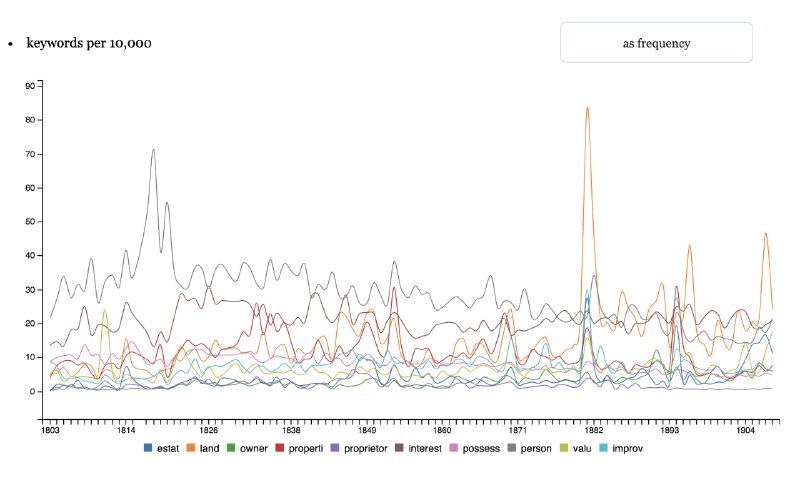 • keywords per 10,000
as frequency
90
80
70
60
50
40
30
20
10
0
1803 1814 1826 1838 1849 1860 1871 1882 1893 1904
estat land owner properti proprietor interest possess person valu improv